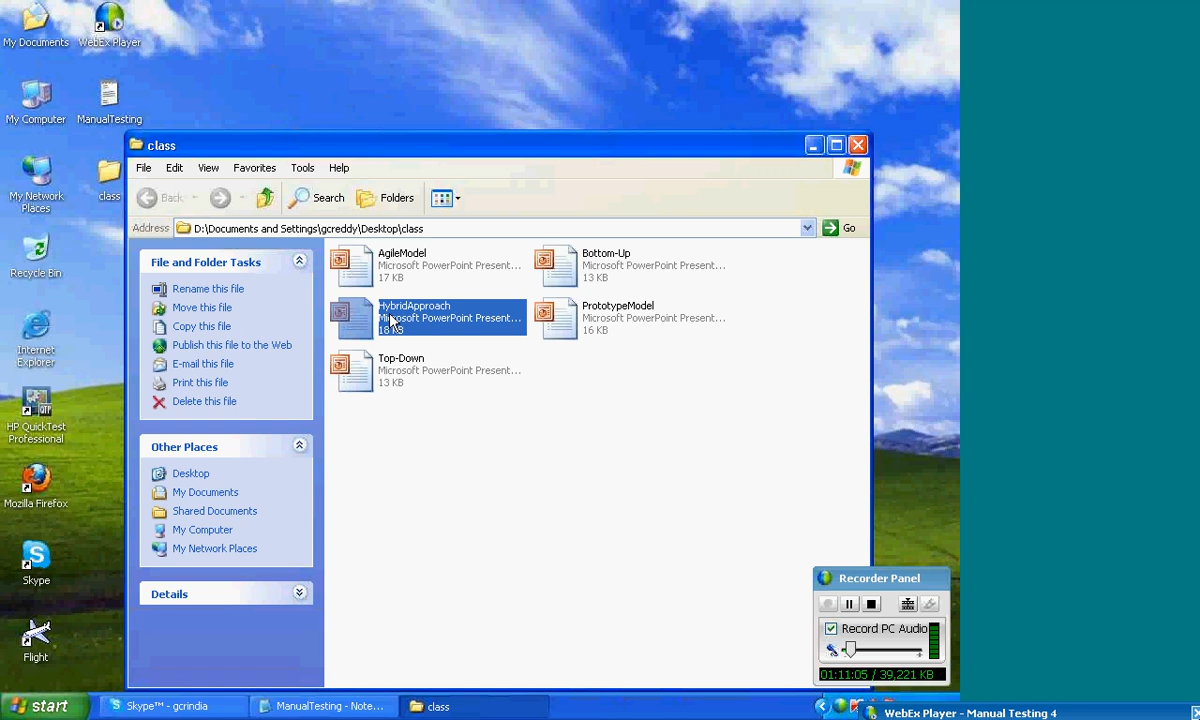 My Documents
WebEx Player
My Computer
ManualTesting
My Network
Places
class
Recycle Bin
Internet
Explorer
HP QuickTest
Professional
Mozilla Firefox
Skype
Flight
class
File Edit View Favorites Tools Help
Back Search Folders
Address D:\Documents and Settings\gcreddy\Desktop\class Go
File and Folder Tasks
Rename this file
Move this file
Copy this file
Publish this file to the Web
E-mail this file
Print this file
Delete this file
Other Places
Desktop
My Documents
Shared Documents
My Computer
My Network Places
Details
AgileModel
Microsoft PowerPoint Present...
17 KB
Bottom-Up
Microsoft PowerPoint Present...
13 KB
HybridApproach
Microsoft PowerPoint Present...
18 KB
PrototypeModel
Microsoft PowerPoint Present...
16 KB
Top-Down
Microsoft PowerPoint Present...
13 KB
Recorder Panel
Record PC Audio
01:11:05 / 39,221 KB
start
Skype™ - gcrindia
ManualTesting - Note...
class
WebEx Player - Manual Testing 4